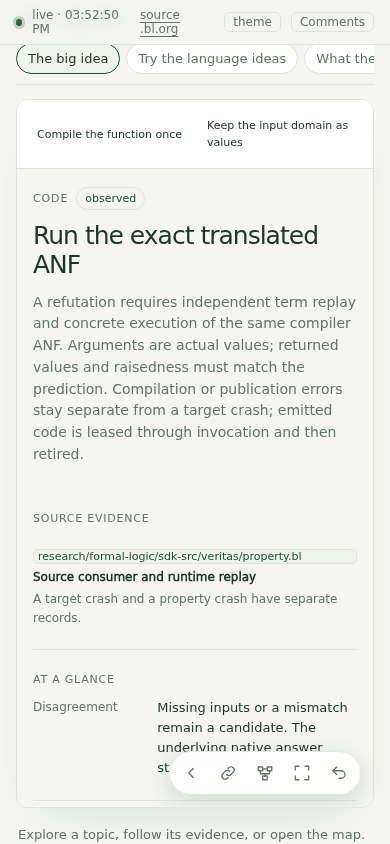 live · 03:52:50
PM
source
.bl.org
theme
Comments
The big idea
Try the language ideas
What the
Compile the function once
Keep the input domain as
values
CODE
observed
Run the exact translated
ANF
A refutation requires independent term replay
and concrete execution of the same compiler
ANF. Arguments are actual values; returned
values and raisedness must match the
prediction. Compilation or publication errors
stay separate from a target crash; emitted
code is leased through invocation and then
retired.
SOURCE EVIDENCE
research/formal-logic/sdk-src/veritas/property.bl
Source consumer and runtime replay
A target crash and a property crash have separate
records.
AT A GLANCE
Disagreement
Missing inputs or a mismatch
remain a candidate. The
underlying native answer
st
Explore a topic, follow its evidence, or open the map.